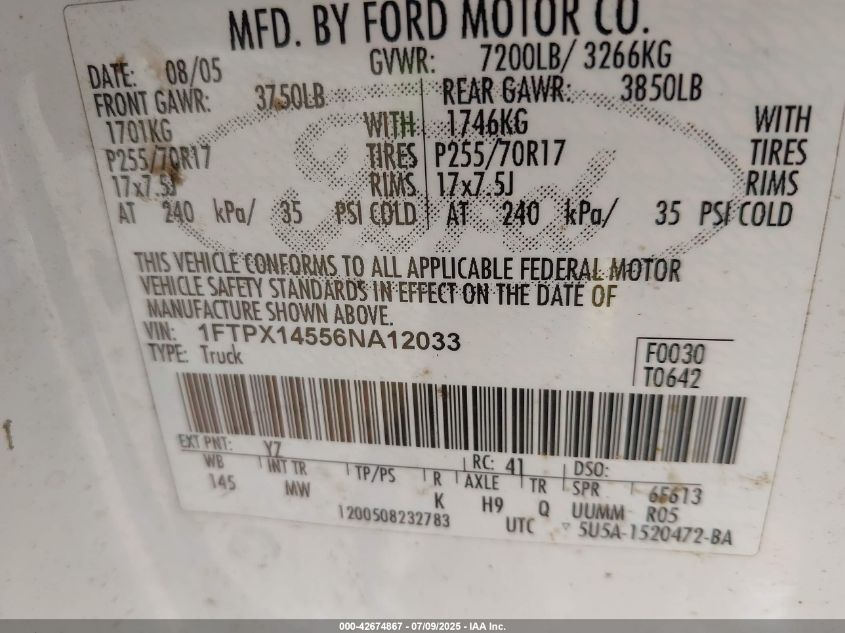 MFD. BY FORD MOTOR CO.
DATE: 08/05 GVWR: 7200LB/ 3266KG
FRONT GAWR: 3750LB REAR GAWR: 3850LB
1701KG WITH 1746KG WITH
P255/70R17 TIRES P255/70R17 TIRES
17x7.5J RIMS 17x7.5J RIMS
AT 240 kPa/ 35 PSI COLD AT 240 kPa/ 35 PSI COLD
Ford
THIS VEHICLE CONFORMS TO ALL APPLICABLE FEDERAL MOTOR
VEHICLE SAFETY STANDARDS IN EFFECT ON THE DATE OF
MANUFACTURE SHOWN ABOVE.
VIN: 1FTPX14556NA12033
TYPE: Truck
F0030
T0642
EXT PNT: YZ RC: 41 DSO:
WB INT TR TP/PS R AXLE TR SPR 6F613
145 MW K H9 Q UUMM R05
1200508232783 UTC 5U5A-1520472-BA
000-42674867 - 07/09/2025 - IAA Inc.